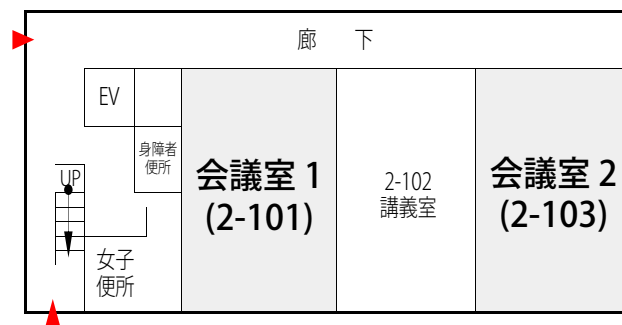 廊 下
EV
身障者
便所
UP
会議室 1
(2-101)
2-102
講義室
会議室 2
(2-103)
女子
便所